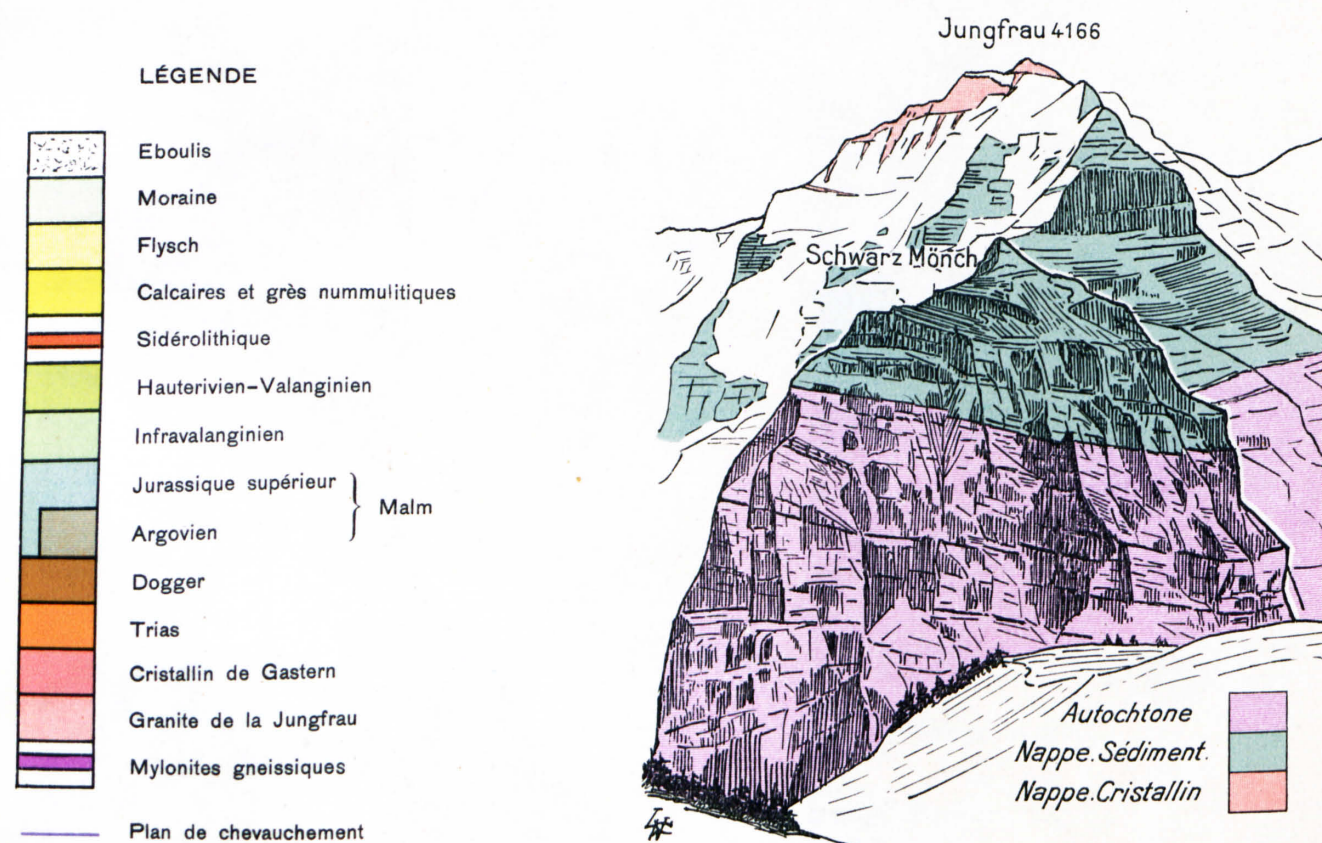 LÉGENDE
Eboulis
Moraine
Flysch
Calcaires et grès nummulitiques
Sidérolithique
Hauterivien-Valanginien
Infravalanginien
Jurassique supérieur
Argovien
Malm
Dogger
Trias
Cristallin de Gastern
Granite de la Jungfrau
Mylonites gneissiques
Plan de chevauchement
Jungfrau 4166
Schwarz Mönch
Autochtone
Nappe.Sédiment.
Nappe.Cristallin